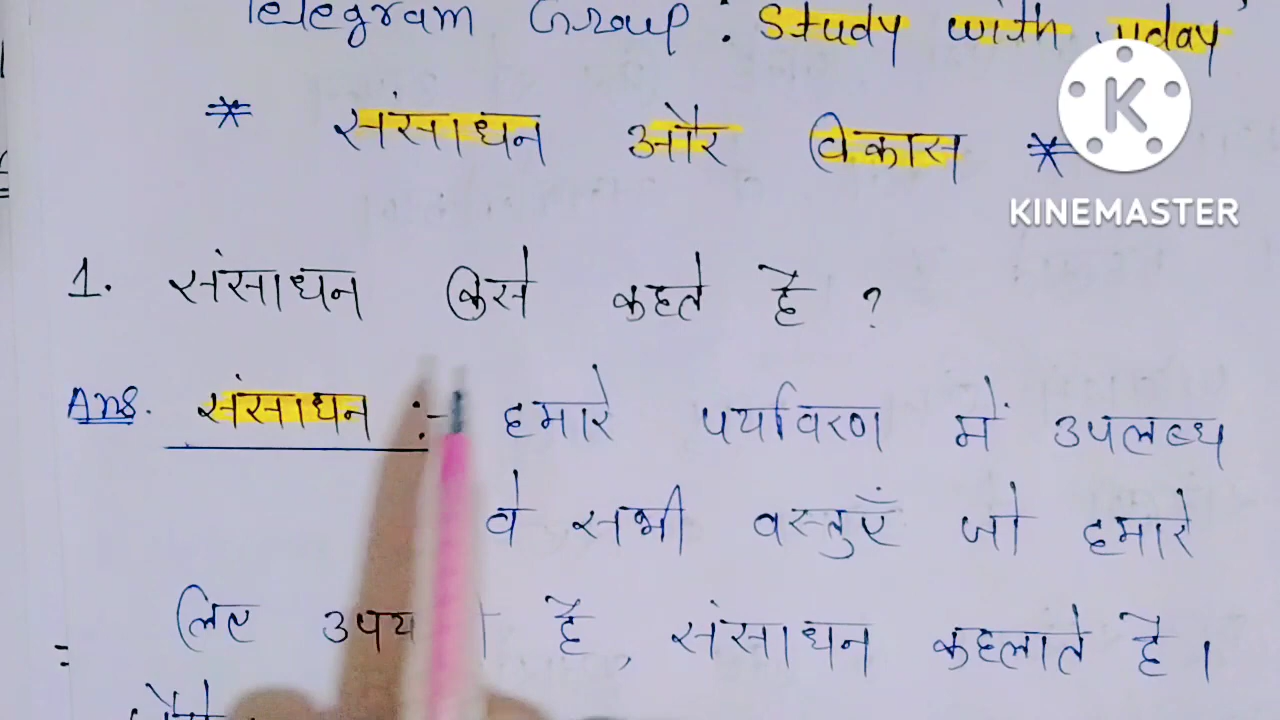 Telegram Group : Study with uday
* संसाधन और विकास *
KINEMASTER
1. संसाधन किसे कहते है ?
Ans. संसाधन :- हमारे पर्यावरण में उपलब्ध
वे सभी वस्तुएँ जो हमारे
लिए है, संसाधन कहलाते है ।